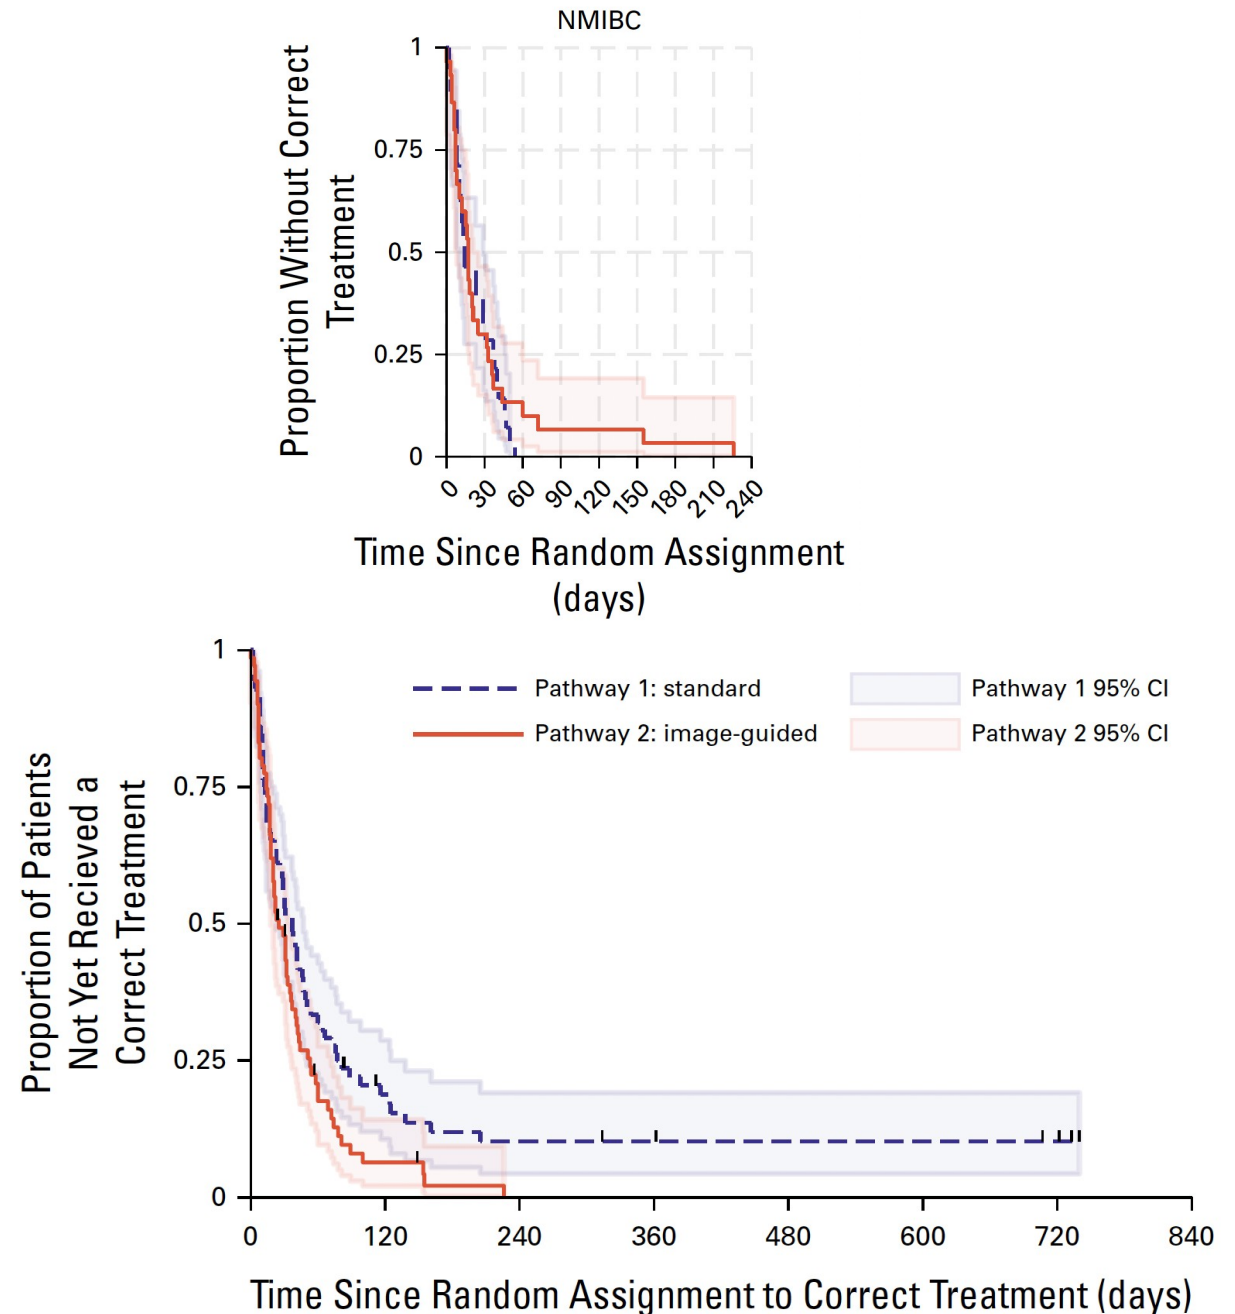 NMIBC
Proportion Without Correct
Treatment
1
0.75
0.5
0.25
0
0 30 60 90 120 150 180 210 240
Time Since Random Assignment
(days)
Proportion of Patients
Not Yet Recieved a
Correct Treatment
1
0.75
0.5
0.25
0
Pathway 1: standard Pathway 1 95% CI
Pathway 2: image-guided Pathway 2 95% CI
0 120 240 360 480 600 720 840
Time Since Random Assignment to Correct Treatment (days)